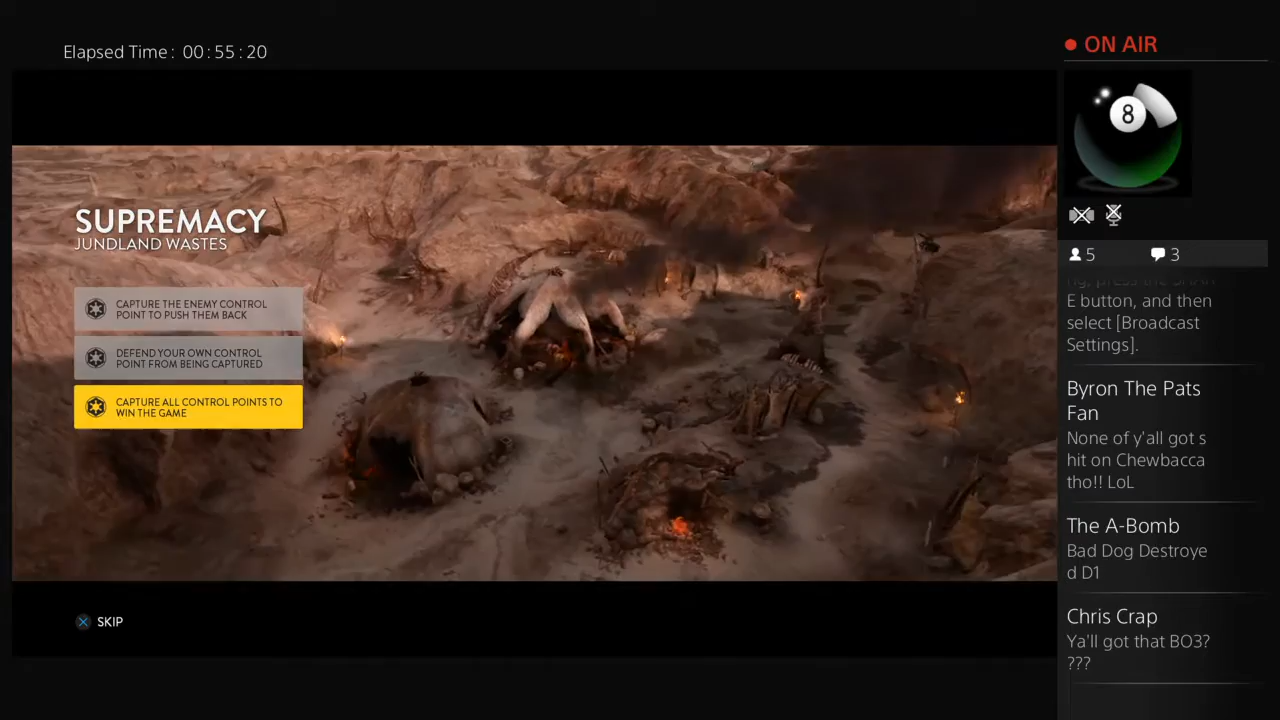 Elapsed Time: 00:55:20
ON AIR
8
SUPREMACY
JUNDLAND WASTES
CAPTURE THE ENEMY CONTROL
POINT TO PUSH THEM BACK
DEFEND YOUR OWN CONTROL
POINT FROM BEING CAPTURED
CAPTURE ALL CONTROL POINTS TO
WIN THE GAME
SKIP
5
3
E button, and then
select [Broadcast
Settings].
Byron The Pats
Fan
None of y'all got s
hit on Chewbacca
tho!! LoL
The A-Bomb
Bad Dog Destroye
d D1
Chris Crap
Ya'll got that BO3?
???